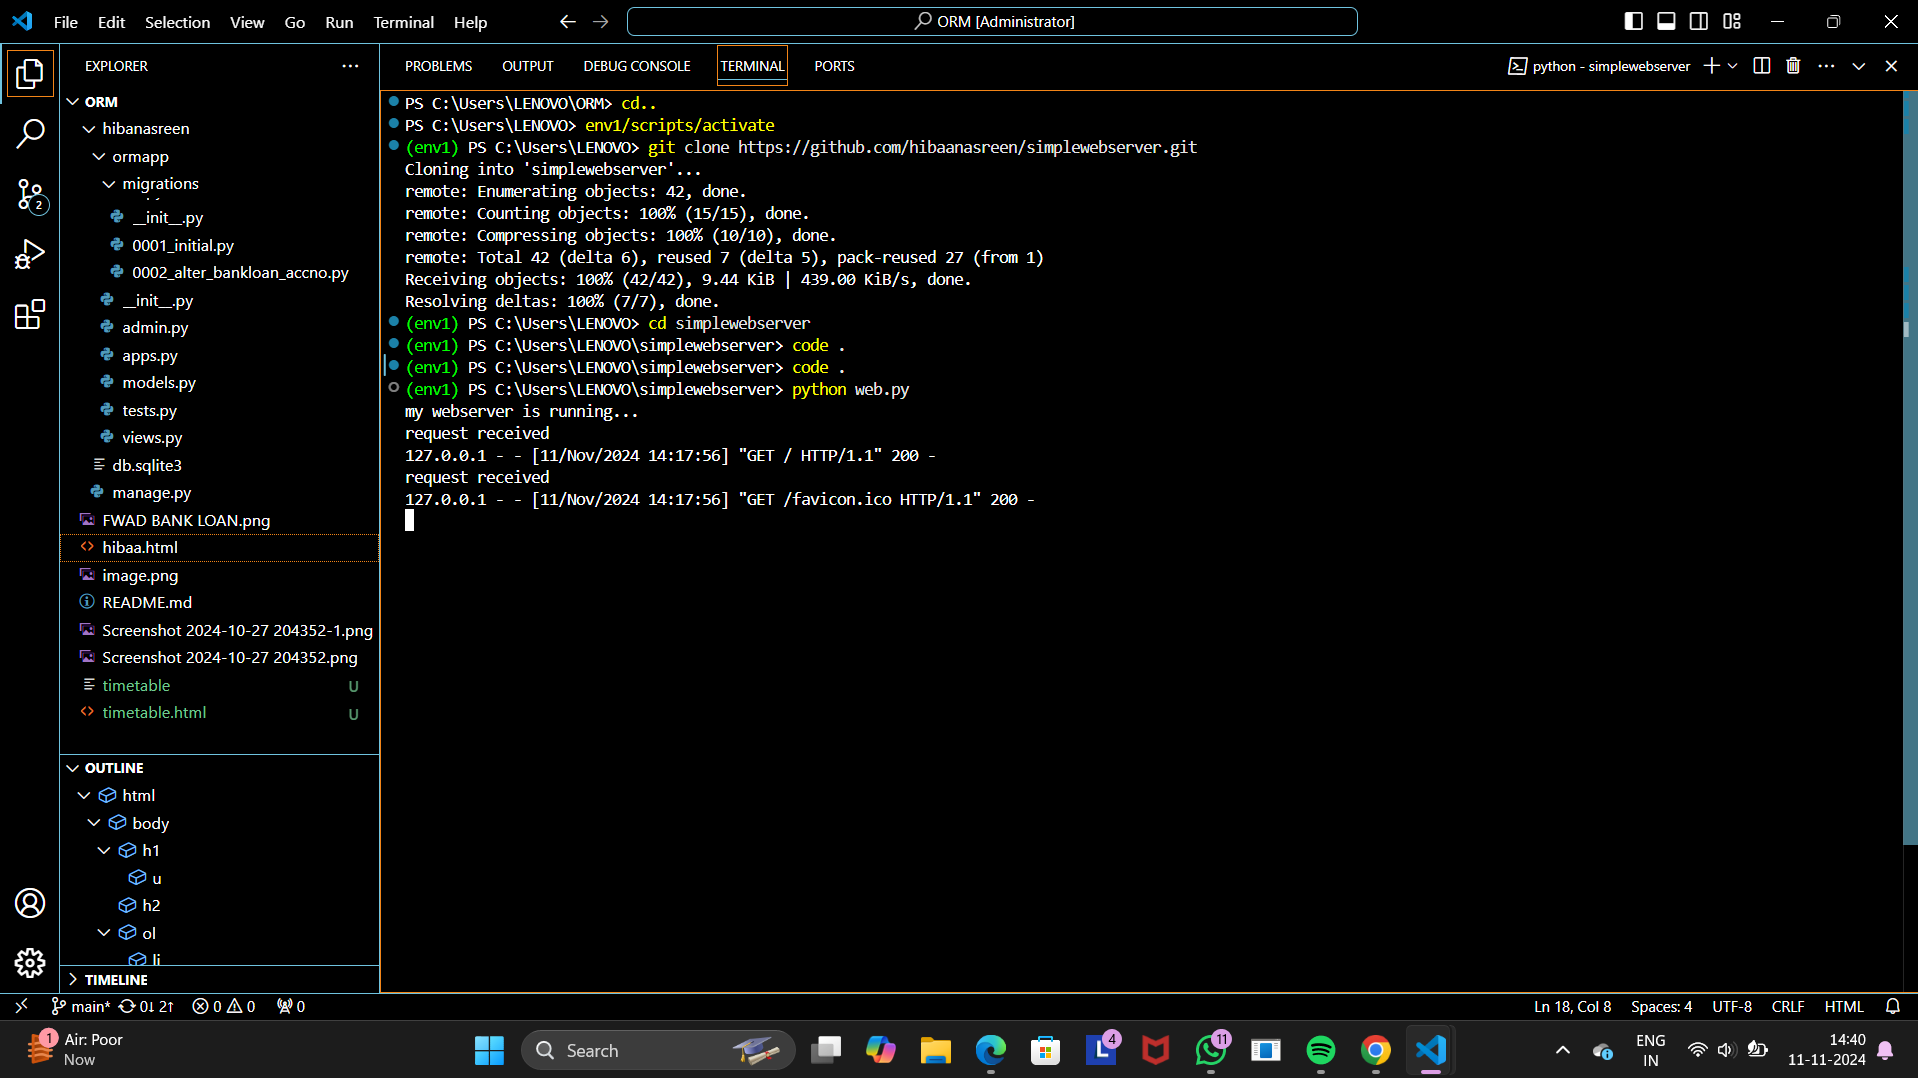 File Edit Selection View Go Run Terminal Help
ORM [Administrator]
EXPLORER
PROBLEMS OUTPUT DEBUG CONSOLE TERMINAL PORTS
python - simplewebserver
ORM
hibanasreen
ormapp
migrations
__init__.py
0001_initial.py
0002_alter_bankloan_accno.py
__init__.py
admin.py
apps.py
models.py
tests.py
views.py
db.sqlite3
manage.py
FWAD BANK LOAN.png
hibaa.html
image.png
README.md
Screenshot 2024-10-27 204352-1.png
Screenshot 2024-10-27 204352.png
timetable U
timetable.html U
OUTLINE
html
body
h1
u
h2
ol
li
TIMELINE
PS C:\Users\LENOVO\ORM> cd..
PS C:\Users\LENOVO> env1/scripts/activate
(env1) PS C:\Users\LENOVO> git clone https://github.com/hibaanasreen/simplewebserver.git
Cloning into 'simplewebserver'...
remote: Enumerating objects: 42, done.
remote: Counting objects: 100% (15/15), done.
remote: Compressing objects: 100% (10/10), done.
remote: Total 42 (delta 6), reused 7 (delta 5), pack-reused 27 (from 1)
Receiving objects: 100% (42/42), 9.44 KiB | 439.00 KiB/s, done.
Resolving deltas: 100% (7/7), done.
(env1) PS C:\Users\LENOVO> cd simplewebserver
(env1) PS C:\Users\LENOVO\simplewebserver> code .
(env1) PS C:\Users\LENOVO\simplewebserver> code .
(env1) PS C:\Users\LENOVO\simplewebserver> python web.py
my webserver is running...
request received
127.0.0.1 - - [11/Nov/2024 14:17:56] "GET / HTTP/1.1" 200 -
request received
127.0.0.1 - - [11/Nov/2024 14:17:56] "GET /favicon.ico HTTP/1.1" 200 -
2
main* 0↓ 2↑ 0 0 0
Ln 18, Col 8 Spaces: 4 UTF-8 CRLF HTML
1
Air: Poor
Now
Search
L 4
11
ENG
IN
14:40
11-11-2024